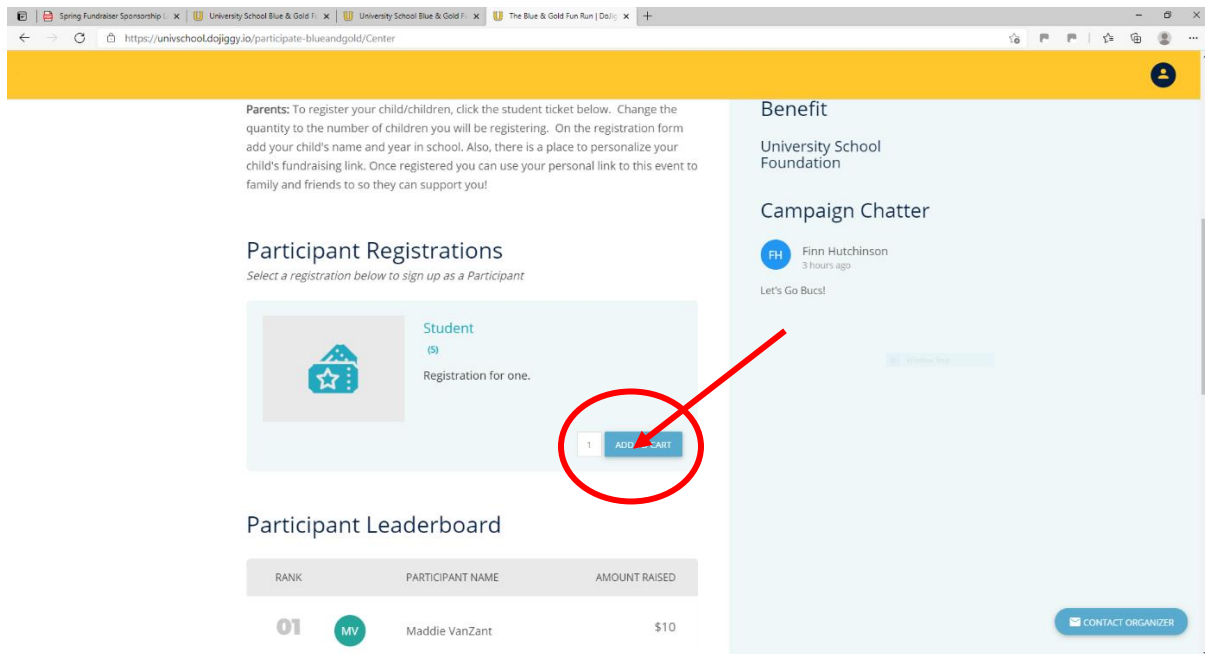 Spring Fundraiser Sponsorship
University School Blue & Gold
University School Blue & Gold
The Blue & Gold Fun Run | DoJig
https://univschool.dojiggy.io/participate-blueandgold/Center
Parents: To register your child/children, click the student ticket below. Change the
quantity to the number of children you will be registering. On the registration form
add your child's name and year in school. Also, there is a place to personalize your
child's fundraising link. Once registered you can use your personal link to this event to
family and friends to so they can support you!
Participant Registrations
Select a registration below to sign up as a Participant
Student
(5)
Registration for one.
1 ADD CART
Participant Leaderboard
RANK PARTICIPANT NAME AMOUNT RAISED
01 MV Maddie VanZant $10
Benefit
University School
Foundation
Campaign Chatter
FH Finn Hutchinson
3 hours ago
Let's Go Bucs!
CONTACT ORGANIZER